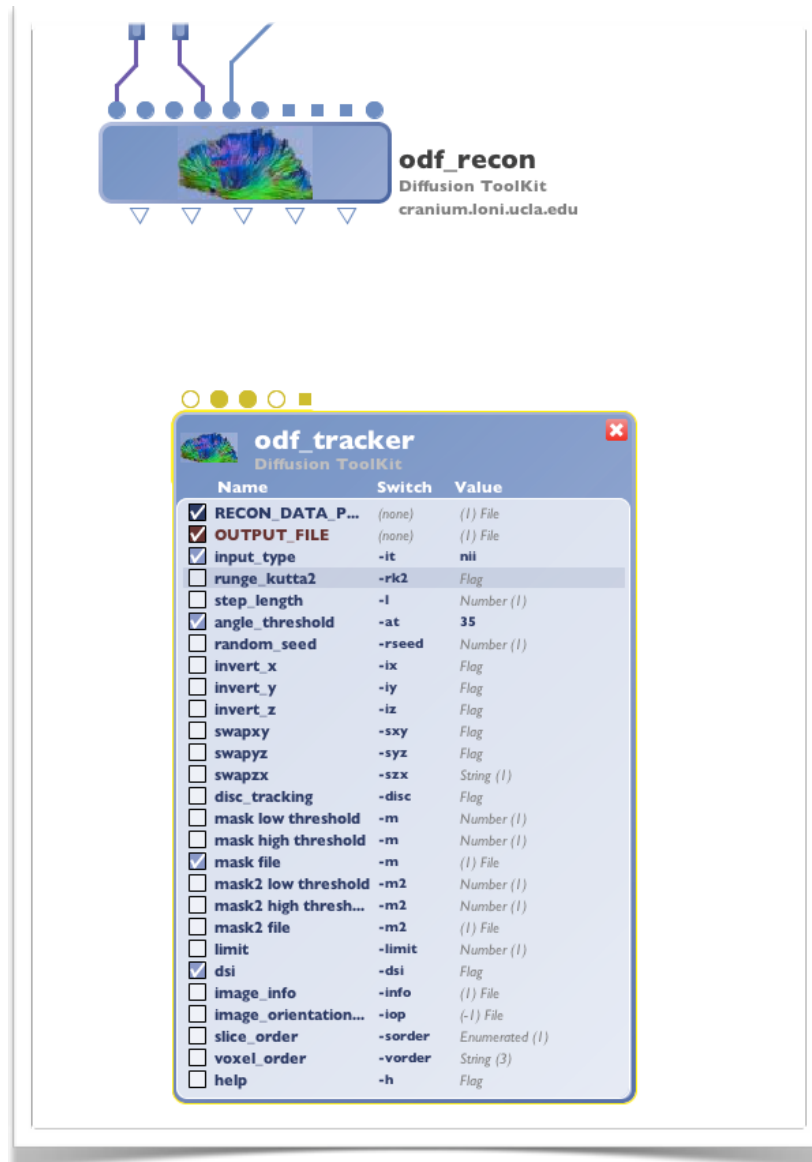 odf_recon
Diffusion ToolKit
cranium.loni.ucla.edu
odf_tracker
Diffusion ToolKit
Name Switch Value
RECON_DATA_P... (none) (1) File
OUTPUT_FILE (none) (1) File
input_type -it nii
runge_kutta2 -rk2 Flag
step_length -l Number (1)
angle_threshold -at 35
random_seed -rseed Number (1)
invert_x -ix Flag
invert_y -iy Flag
invert_z -iz Flag
swapxy -sxy Flag
swapyz -syz Flag
swapzx -szx String (1)
disc_tracking -disc Flag
mask low threshold -m Number (1)
mask high threshold -m Number (1)
mask file -m (1) File
mask2 low threshold -m2 Number (1)
mask2 high thresh... -m2 Number (1)
mask2 file -m2 (1) File
limit -limit Number (1)
dsi -dsi Flag
image_info -info (1) File
image_orientation... -iop (-1) File
slice_order -sorder Enumerated (1)
voxel_order -vorder String (3)
help -h Flag